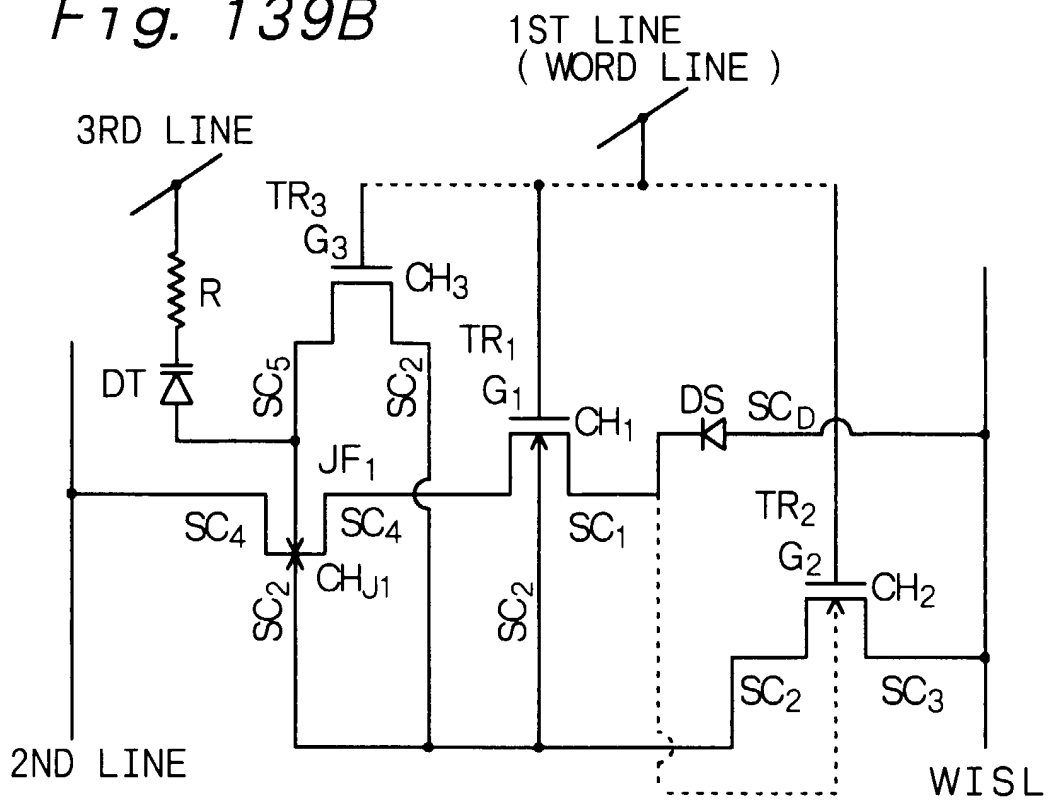 Fig. 139B
1ST LINE
( WORD LINE )
3RD LINE
TR3
G3
CH3
R
TR1
G1
CH1
DT
SC5
SC2
DS
SCD
JF1
SC4
SC4
SC1
TR2
G2
CH2
SC2
CHJ1
SC2
SC2
SC3
2ND LINE
WISL